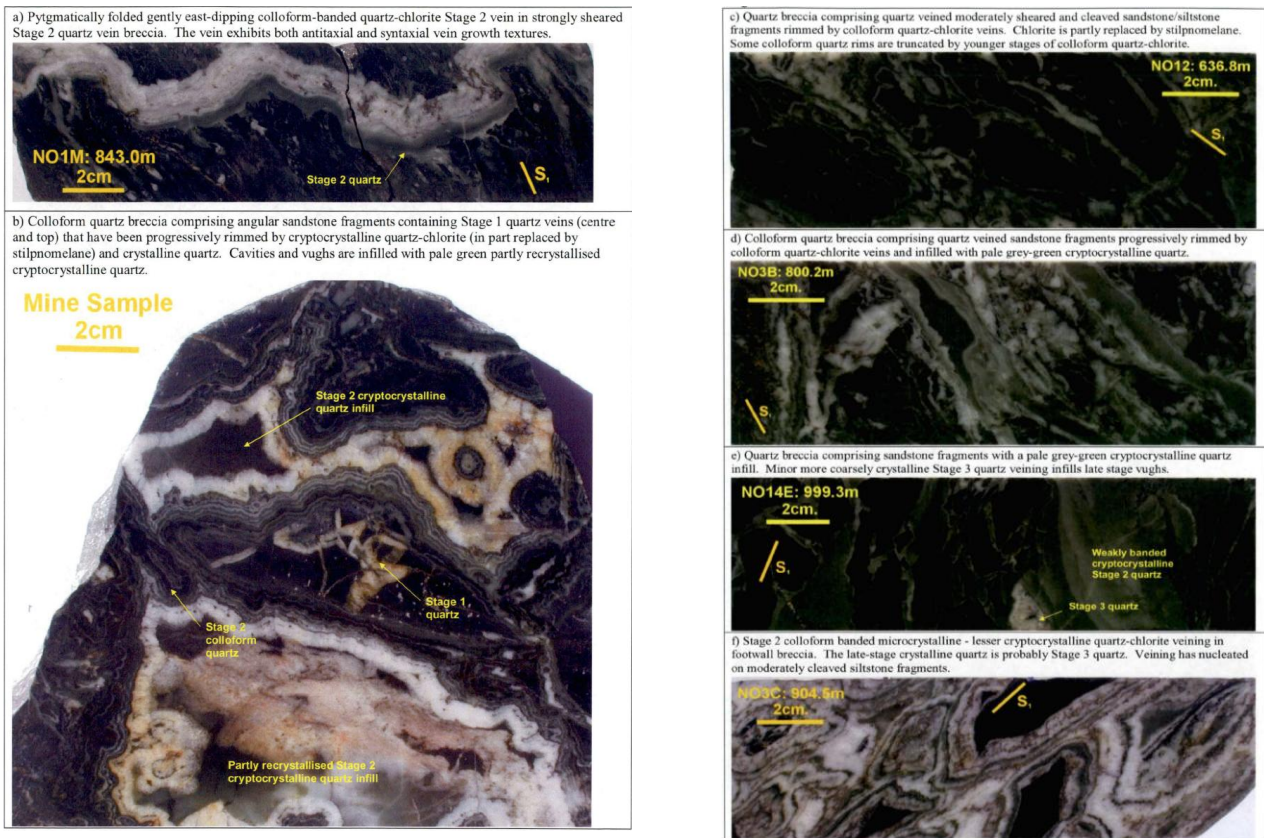 a) Pytgmatically folded gently east-dipping colloform-banded quartz-chlorite Stage 2 vein in strongly sheared
Stage 2 quartz vein breccia. The vein exhibits both antitaxial and syntaxial vein growth textures.
NO1M: 843.0m
2cm
Stage 2 quartz
S₁
b) Colloform quartz breccia comprising angular sandstone fragments containing Stage 1 quartz veins (centre
and top) that have been progressively rimmed by cryptocrystalline quartz-chlorite (in part replaced by
stilpnomelane) and crystalline quartz. Cavities and vughs are infilled with pale green partly recrystallised
cryptocrystalline quartz.
Mine Sample
2cm
Stage 2 cryptocrystalline
quartz infill
Stage 1
quartz
Stage 2
colloform
quartz
Partly recrystallised Stage 2
cryptocrystalline quartz infill
c) Quartz breccia comprising quartz veined moderately sheared and cleaved sandstone/siltstone
fragments rimmed by colloform quartz-chlorite veins. Chlorite is partly replaced by stilpnomelane.
Some colloform quartz rims are truncated by younger stages of colloform quartz-chlorite.
NO12: 636.8m
2cm.
S₁
d) Colloform quartz breccia comprising quartz veined sandstone fragments progressively rimmed by
colloform quartz-chlorite veins and infilled with pale grey-green cryptocrystalline quartz.
NO3B: 800.2m
2cm.
S₁
e) Quartz breccia comprising sandstone fragments with a pale grey-green cryptocrystalline quartz
infill. Minor more coarsely crystalline Stage 3 quartz veining infills late stage vughs.
NO14E: 999.3m
2cm.
S₁
Weakly banded
cryptocrystalline
Stage 2 quartz
Stage 3 quartz
f) Stage 2 colloform banded microcrystalline - lesser cryptocrystalline quartz-chlorite veining in
footwall breccia. The late-stage crystalline quartz is probably Stage 3 quartz. Veining has nucleated
on moderately cleaved siltstone fragments.
NO3C: 904.5m
2cm.
S₁